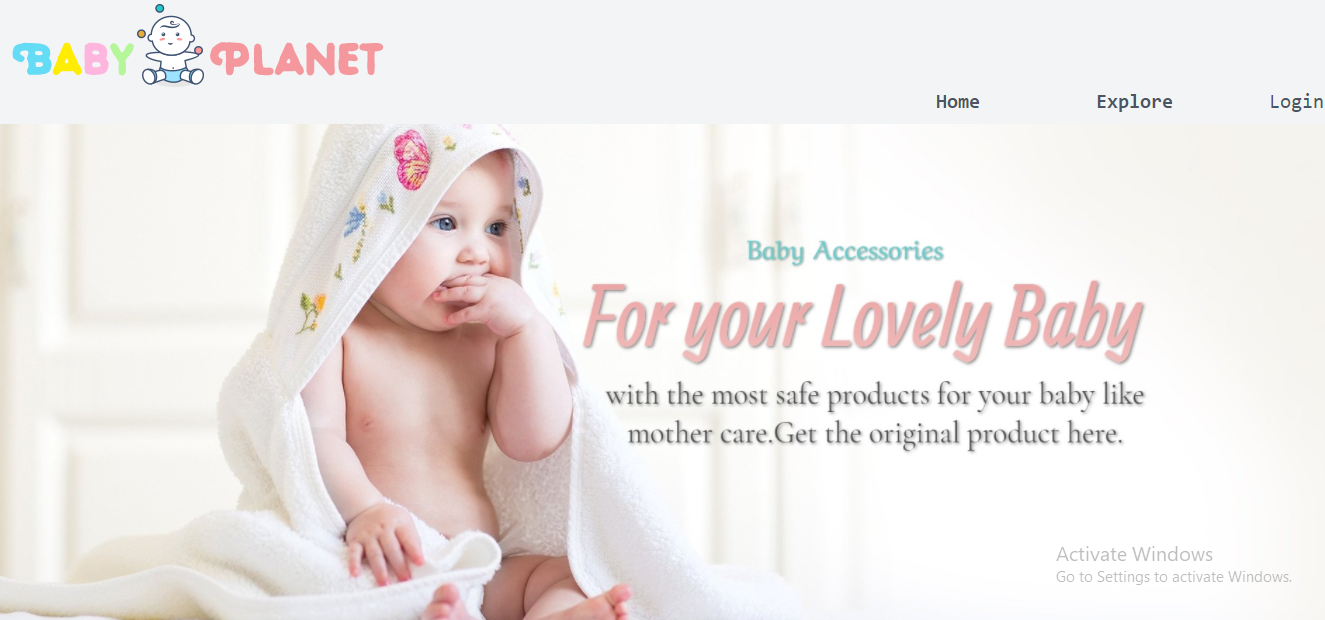 BABY PLANET
Home Explore Login
Baby Accessories
For your Lovely Baby
with the most safe products for your baby like
mother care.Get the original product here.
Activate Windows
Go to Settings to activate Windows.